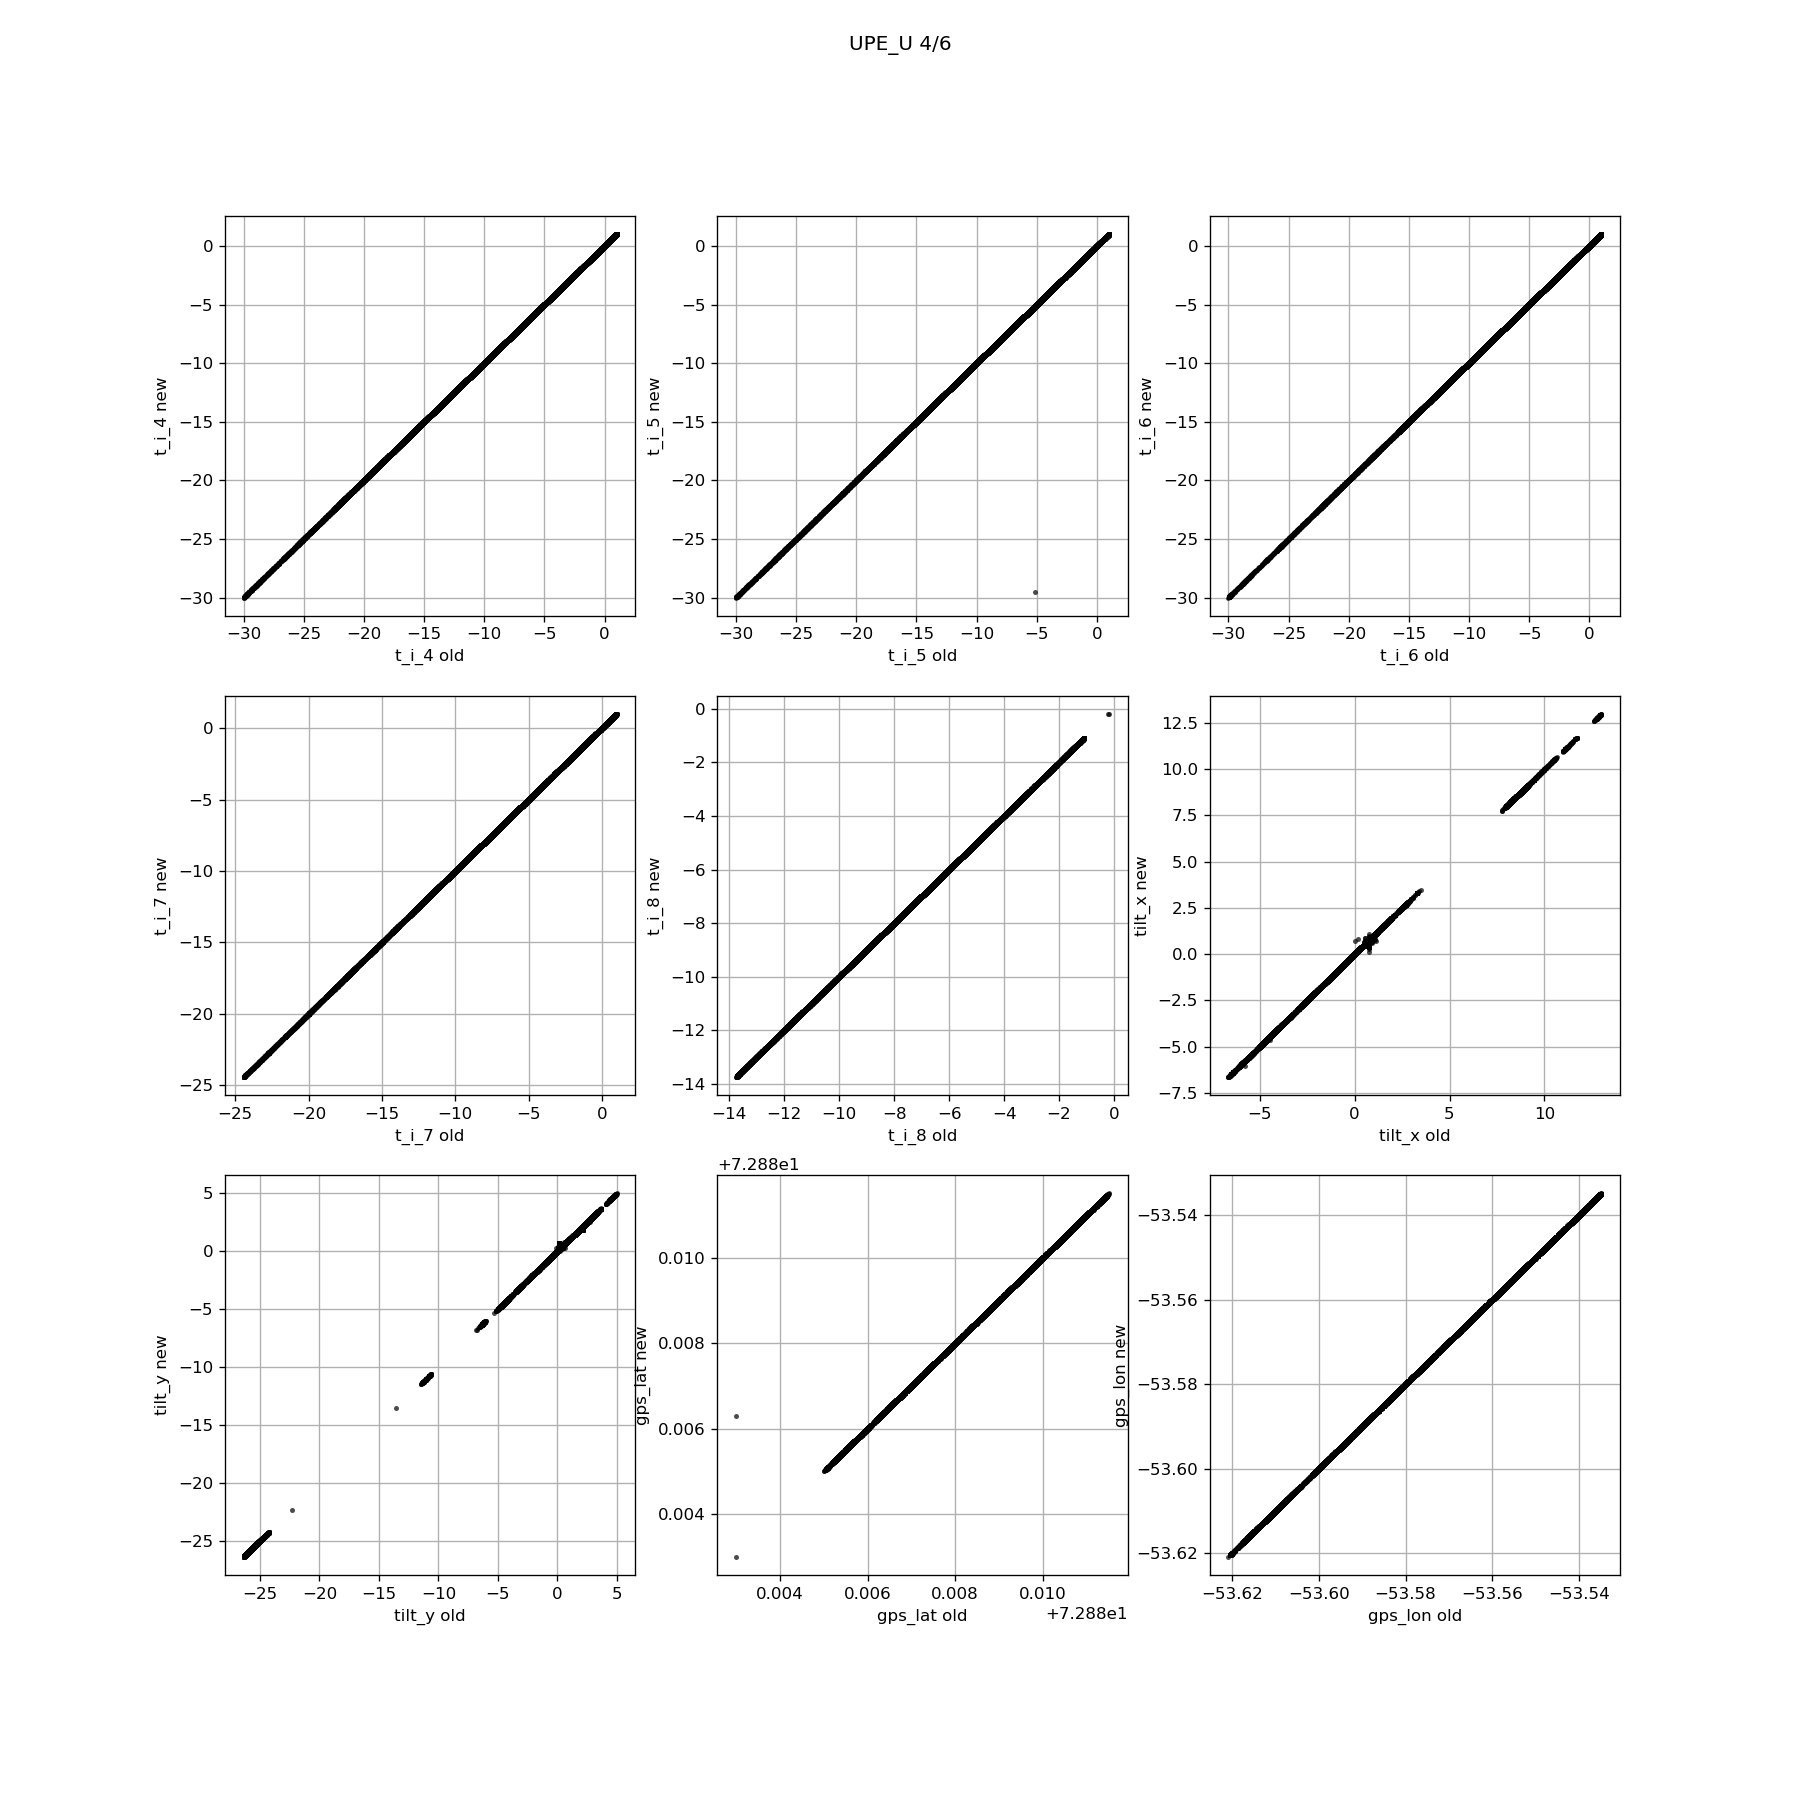 UPE_U 4/6
0
−5
−10
−15
−20
−25
−30
t_i_4 new
−30 −25 −20 −15 −10 −5 0
t_i_4 old
0
−5
−10
−15
−20
−25
−30
t_i_5 new
−30 −25 −20 −15 −10 −5 0
t_i_5 old
0
−5
−10
−15
−20
−25
−30
t_i_6 new
−30 −25 −20 −15 −10 −5 0
t_i_6 old
0
−5
−10
−15
−20
−25
t_i_7 new
−25 −20 −15 −10 −5 0
t_i_7 old
0
−2
−4
−6
−8
−10
−12
−14
t_i_8 new
−14 −12 −10 −8 −6 −4 −2 0
t_i_8 old
12.5
10.0
7.5
5.0
2.5
0.0
−2.5
−5.0
−7.5
tilt_x new
−5 0 5 10
tilt_x old
5
0
−5
−10
−15
−20
−25
tilt_y new
−25 −20 −15 −10 −5 0 5
tilt_y old
+7.288e1
0.010
0.008
0.006
0.004
gps_lat new
0.004 0.006 0.008 0.010
gps_lat old
+7.288e1
−53.54
−53.56
−53.58
−53.60
−53.62
gps_lon new
−53.62 −53.60 −53.58 −53.56 −53.54
gps_lon old